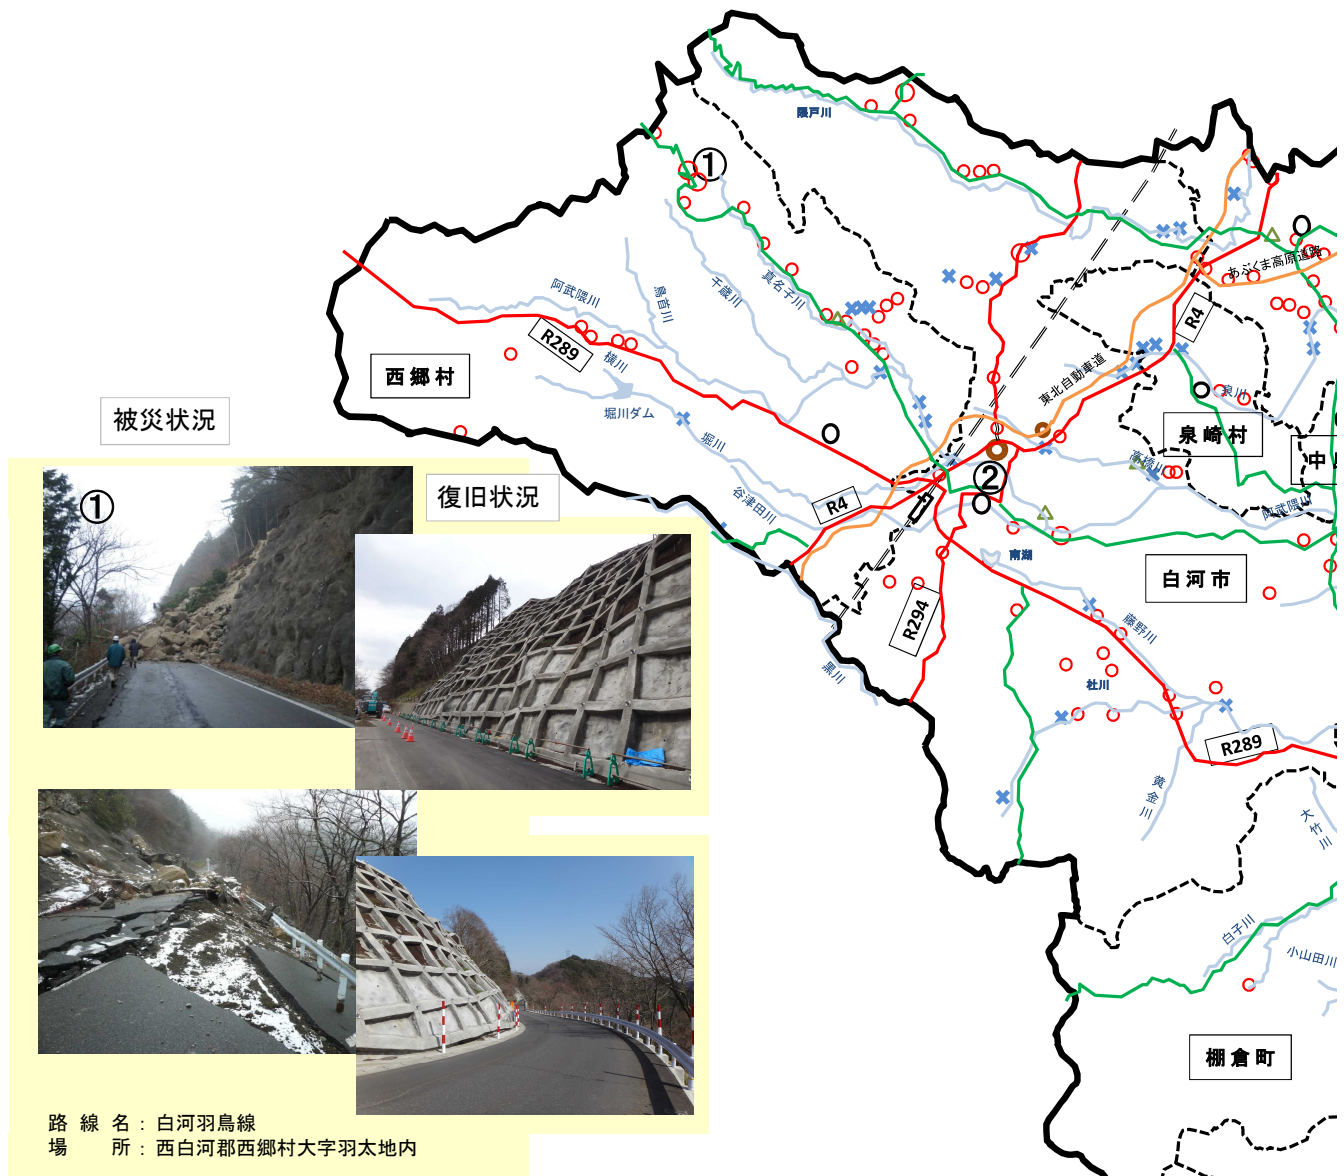 隈戸川
①
あぶくま高原道路
真名子川
千歳川
鳥首川
阿武隈川
R4
R289
横川
東北自動車道
西郷村
堀川ダム
泉川
被災状況
堀川
泉崎村
高橋川
復旧状況
②
谷津田川
R4
阿武隈川
①
南湖
白河市
R294
藤野川
黒川
社川
R289
黄金川
大竹川
白子川
小山田川
棚倉町
路線名：白河羽鳥線
場所：西白河郡西郷村大字羽太地内